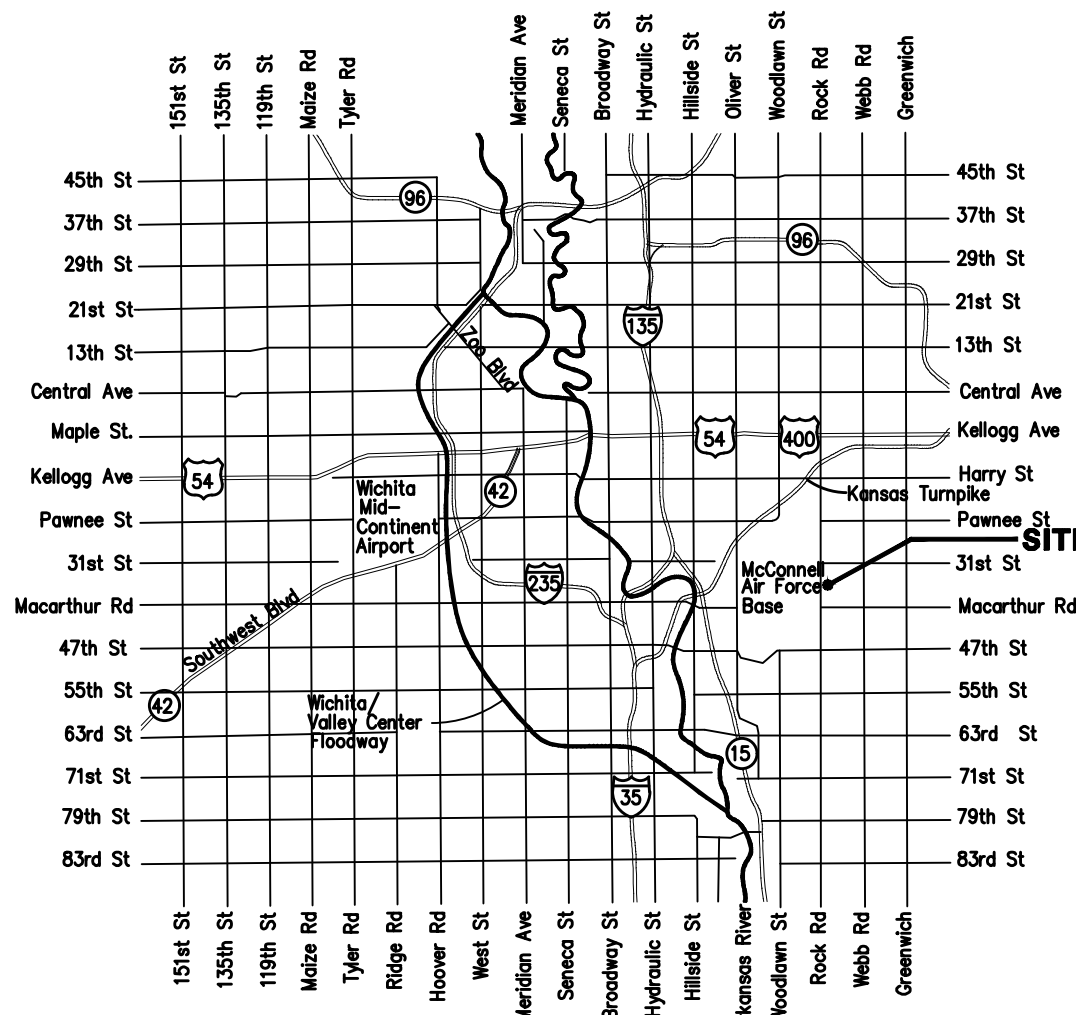 151st St
135th St
119th St
Maize Rd
Tyler Rd
Meridian Ave
Seneca St
Broadway St
Hydraulic St
Hillside St
Oliver St
Woodlawn St
Rock Rd
Webb Rd
Greenwich
45th St
37th St
29th St
21st St
13th St
Central Ave
Maple St.
Kellogg Ave
Pawnee St
31st St
Macarthur Rd
47th St
55th St
63rd St
71st St
79th St
83rd St
96
96
Zoo Blvd
135
54
54
400
42
Wichita
Mid-
Continent
Airport
Kansas Turnpike
235
McConnell
Air Force
Base
SITE
Southwest Blvd
42
Wichita/
Valley Center
Floodway
15
35
45th St
37th St
29th St
21st St
13th St
Central Ave
Kellogg Ave
Harry St
Pawnee St
31st St
Macarthur Rd
47th St
55th St
63rd St
71st St
79th St
83rd St
151st St
135th St
119th St
Maize Rd
Tyler Rd
Ridge Rd
Hoover Rd
West St
Meridian Ave
Seneca St
Broadway St
Hydraulic St
Hillside St
kansas River
Woodlawn St
Rock Rd
Webb Rd
Greenwich